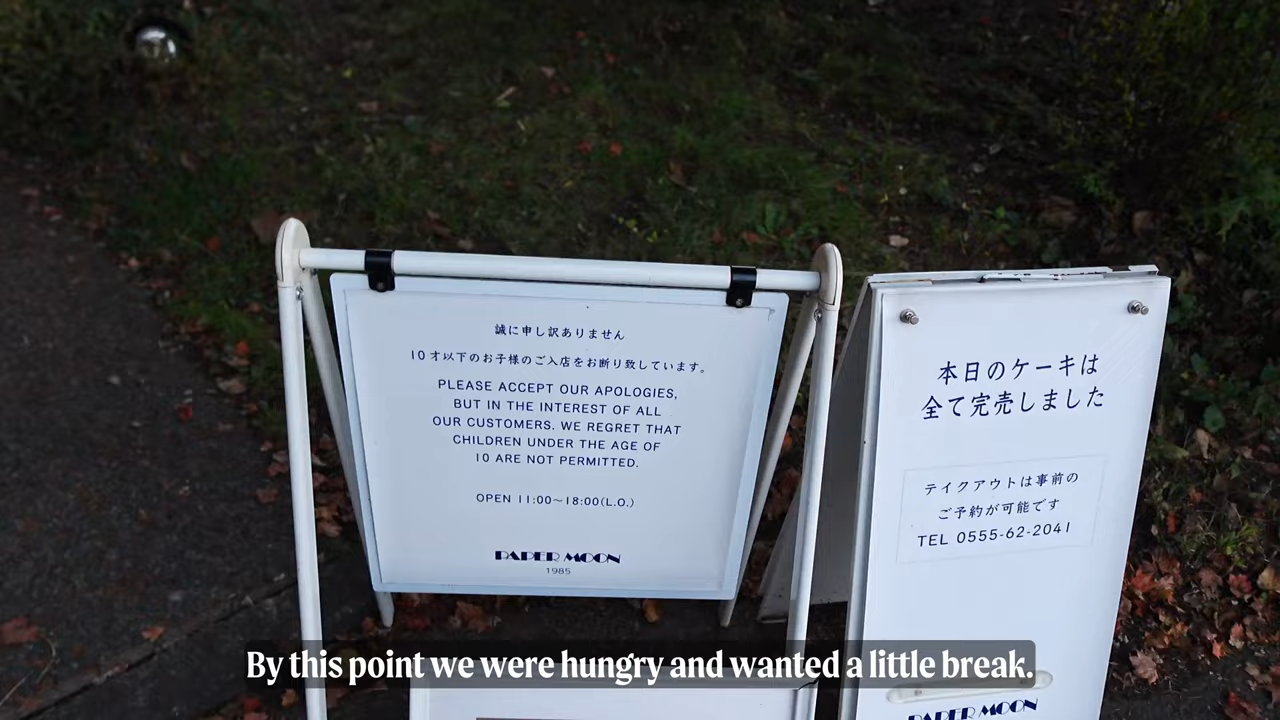 誠に申し訳ありません
10才以下のお子様のご入店をお断り致しています。
PLEASE ACCEPT OUR APOLOGIES,
BUT IN THE INTEREST OF ALL
OUR CUSTOMERS. WE REGRET THAT
CHILDREN UNDER THE AGE OF
10 ARE NOT PERMITTED.
OPEN 11:00~18:00(L.O.)
PAPER MOON
1985
本日のケーキは
全て完売しました
テイクアウトは事前の
ご予約が可能です
TEL 0555-62-2041
PAPER MOON
By this point we were hungry and wanted a little break.